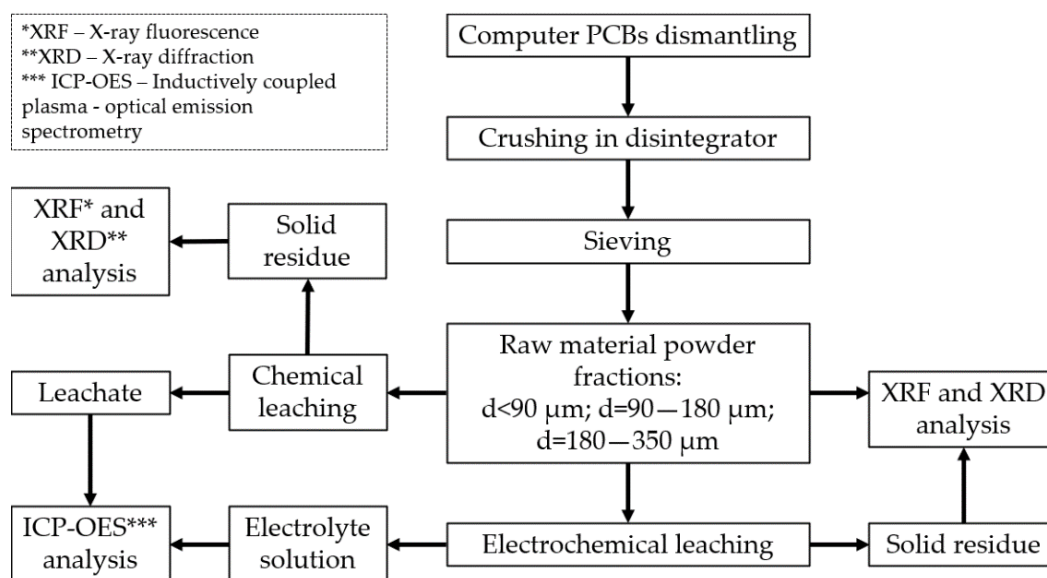 *XRF – X-ray fluorescence
**XRD – X-ray diffraction
*** ICP-OES – Inductively coupled
plasma - optical emission
spectrometry
Computer PCBs dismantling
Crushing in disintegrator
Sieving
XRF* and
XRD**
analysis
Solid
residue
Raw material powder
fractions:
d<90 μm; d=90—180 μm;
d=180—350 μm
Leachate
Chemical
leaching
XRF and XRD
analysis
ICP-OES***
analysis
Electrolyte
solution
Electrochemical leaching
Solid residue